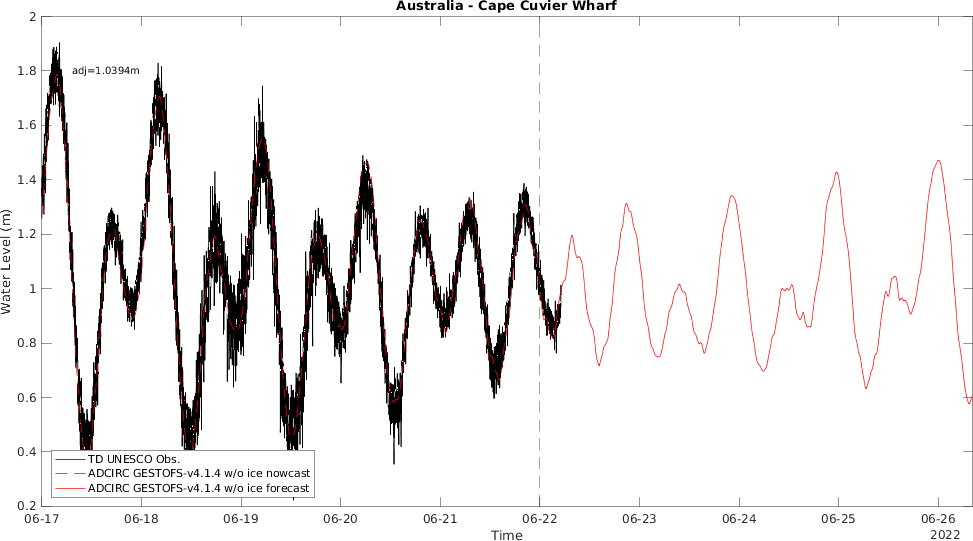 Australia - Cape Cuvier Wharf
2
1.8
1.6
1.4
1.2
1
0.8
0.6
0.4
0.2
Water Level (m)
adj=1.0394m
TD UNESCO Obs.
ADCIRC GESTOFS-v4.1.4 w/o ice nowcast
ADCIRC GESTOFS-v4.1.4 w/o ice forecast
06-17 06-18 06-19 06-20 06-21 06-22 06-23 06-24 06-25 06-26
Time
2022